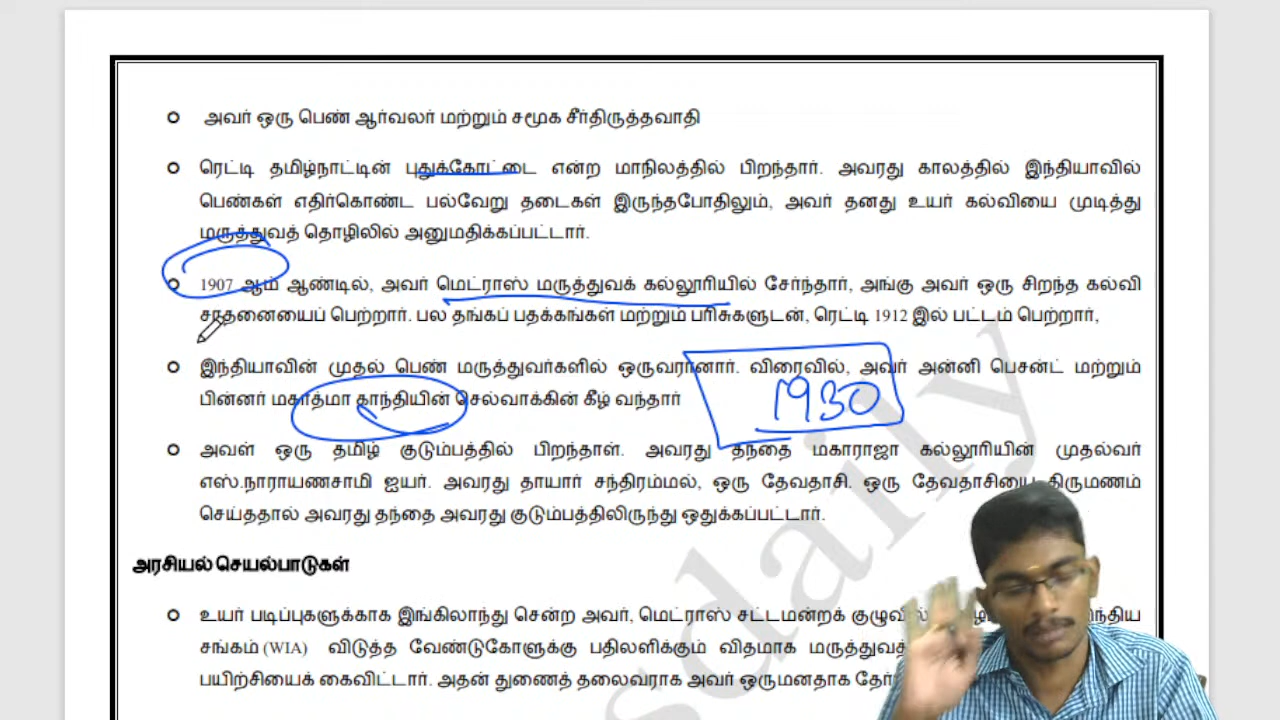 அவர் ஒரு பெண் ஆர்வலர் மற்றும் சமூக சீர்திருத்தவாதி
ரெட்டி தமிழ்நாட்டின் புதுக்கோட்டை என்ற மாநிலத்தில் பிறந்தார். அவரது காலத்தில் இந்தியாவில்
பெண்கள் எதிர்கொண்ட பல்வேறு தடைகள் இருந்தபோதிலும், அவர் தனது உயர் கல்வியை முடித்து
மருத்துவத் தொழிலில் அனுமதிக்கப்பட்டார்.
1907 ஆம் ஆண்டில், அவர் மெட்ராஸ் மருத்துவக் கல்லூரியில் சேர்ந்தார், அங்கு அவர் ஒரு சிறந்த கல்வி
சாதனையைப் பெற்றார். பல தங்கப் பதக்கங்கள் மற்றும் பரிசுகளுடன், ரெட்டி 1912 இல் பட்டம் பெற்றார்,
இந்தியாவின் முதல் பெண் மருத்துவர்களில் ஒருவரானார். விரைவில், அவர் அன்னி பெசன்ட் மற்றும்
பின்னர் மகாத்மா காந்தியின் செல்வாக்கின் கீழ் வந்தார்
1930
அவள் ஒரு தமிழ் குடும்பத்தில் பிறந்தாள். அவரது தந்தை மகாராஜா கல்லூரியின் முதல்வர்
எஸ்.நாராயணசாமி ஐயர். அவரது தாயார் சந்திரம்மல், ஒரு தேவதாசி. ஒரு தேவதாசியை திருமணம்
செய்ததால் அவரது தந்தை அவரது குடும்பத்திலிருந்து ஒதுக்கப்பட்டார்.
அரசியல் செயல்பாடுகள்
உயர் படிப்புகளுக்காக இங்கிலாந்து சென்ற அவர், மெட்ராஸ் சட்டமன்றக் குழுவில்
சங்கம் (WIA) விடுத்த வேண்டுகோளுக்கு பதிலளிக்கும் விதமாக
பயிற்சியைக் கைவிட்டார். அதன் துணைத் தலைவராக அவர் ஒருமனதாக
sdaily